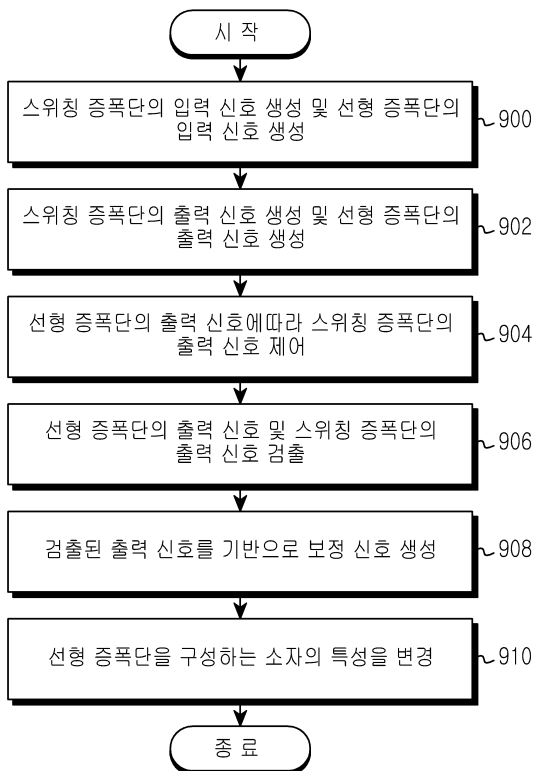 시 작
스위칭 증폭단의 입력 신호 생성 및 선형 증폭단의
입력 신호 생성
900
스위칭 증폭단의 출력 신호 생성 및 선형 증폭단의
출력 신호 생성
902
선형 증폭단의 출력 신호에따라 스위칭 증폭단의
출력 신호 제어
904
선형 증폭단의 출력 신호 및 스위칭 증폭단의
출력 신호 검출
906
검출된 출력 신호를 기반으로 보정 신호 생성
908
선형 증폭단을 구성하는 소자의 특성을 변경
910
종 료